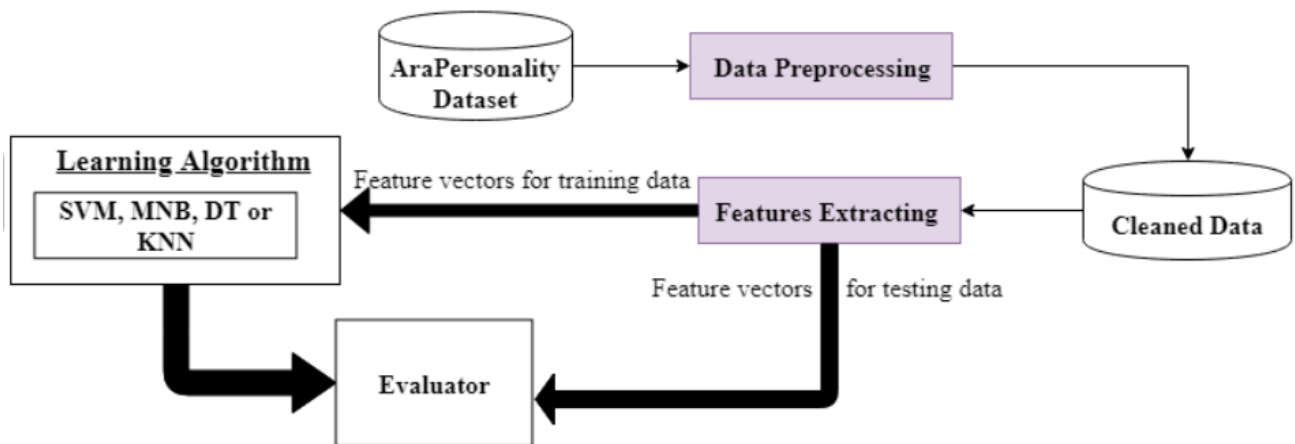 AraPersonality
Dataset
Data Preprocessing
Cleaned Data
Features Extracting
Feature vectors for training data
Learning Algorithm
SVM, MNB, DT or
KNN
Feature vectors for testing data
Evaluator